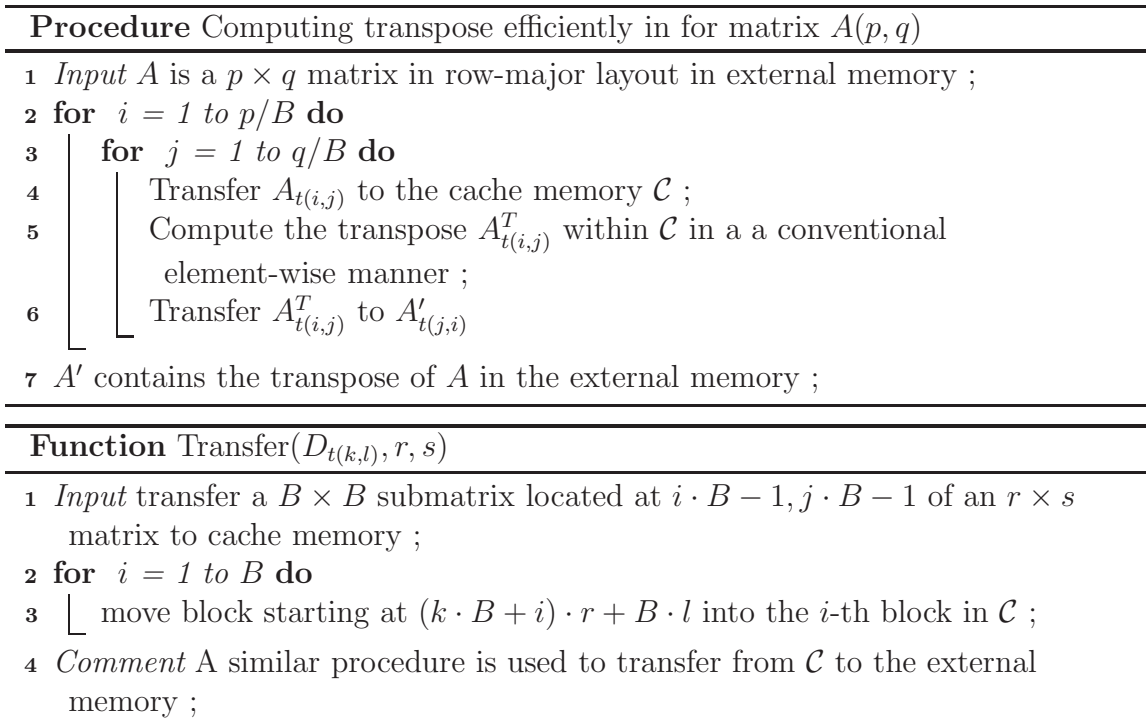 Procedure Computing transpose efficiently in for matrix A(p, q)
1 Input A is a p × q matrix in row-major layout in external memory ;
2 for i = 1 to p/B do
3 for j = 1 to q/B do
4 Transfer A_{t(i,j)} to the cache memory 𝒞 ;
5 Compute the transpose A^T_{t(i,j)} within 𝒞 in a a conventional
element-wise manner ;
6 Transfer A^T_{t(i,j)} to A′_{t(j,i)}
7 A′ contains the transpose of A in the external memory ;
Function Transfer(D_{t(k,l)}, r, s)
1 Input transfer a B × B submatrix located at i · B − 1, j · B − 1 of an r × s
matrix to cache memory ;
2 for i = 1 to B do
3 move block starting at (k · B + i) · r + B · l into the i-th block in 𝒞 ;
4 Comment A similar procedure is used to transfer from 𝒞 to the external
memory ;